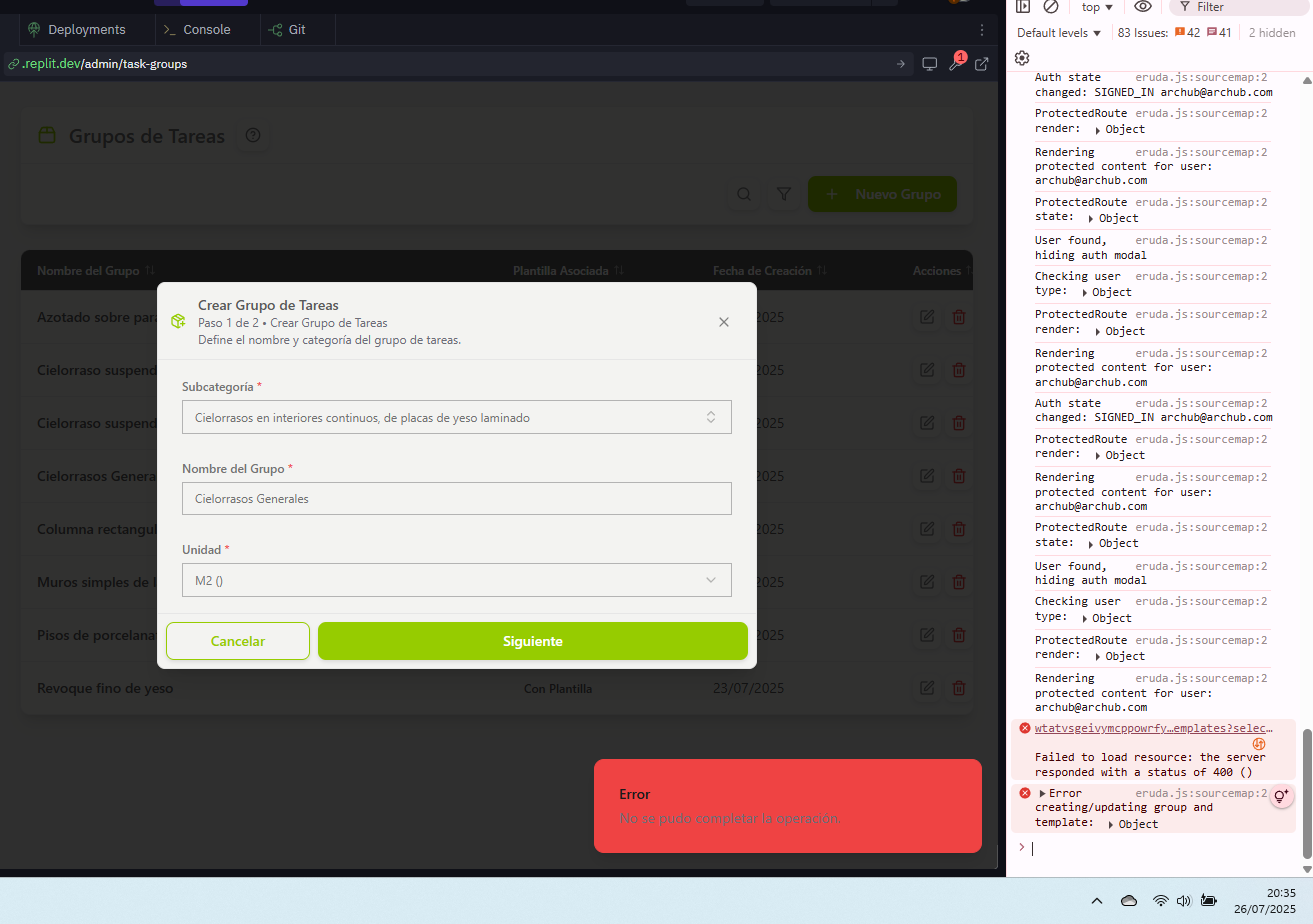 Deployments
Console
Git
.replit.dev/admin/task-groups
1
Grupos de Tareas
Nuevo Grupo
Nombre del Grupo
Plantilla Asociada
Fecha de Creación
Acciones
Azotado sobre par
2025
Cielorraso suspend
2025
Cielorraso suspend
2025
Cielorrasos Genera
2025
Columna rectangul
2025
Muros simples de l
2025
Pisos de porcelana
2025
Revoque fino de yeso
Con Plantilla
23/07/2025
Crear Grupo de Tareas
Paso 1 de 2 • Crear Grupo de Tareas
Define el nombre y categoría del grupo de tareas.
Subcategoría *
Cielorrasos en interiores continuos, de placas de yeso laminado
Nombre del Grupo *
Cielorrasos Generales
Unidad *
M2 ()
Cancelar
Siguiente
Error
No se pudo completar la operación.
top
Filter
Default levels
83 Issues:
42
41
2 hidden
Auth state eruda.js:sourcemap:2
changed: SIGNED_IN archub@archub.com
ProtectedRoute eruda.js:sourcemap:2
render: Object
Rendering eruda.js:sourcemap:2
protected content for user:
archub@archub.com
ProtectedRoute eruda.js:sourcemap:2
state: Object
User found, eruda.js:sourcemap:2
hiding auth modal
Checking user eruda.js:sourcemap:2
type: Object
ProtectedRoute eruda.js:sourcemap:2
render: Object
Rendering eruda.js:sourcemap:2
protected content for user:
archub@archub.com
Auth state eruda.js:sourcemap:2
changed: SIGNED_IN archub@archub.com
ProtectedRoute eruda.js:sourcemap:2
render: Object
Rendering eruda.js:sourcemap:2
protected content for user:
archub@archub.com
ProtectedRoute eruda.js:sourcemap:2
state: Object
User found, eruda.js:sourcemap:2
hiding auth modal
Checking user eruda.js:sourcemap:2
type: Object
ProtectedRoute eruda.js:sourcemap:2
render: Object
Rendering eruda.js:sourcemap:2
protected content for user:
archub@archub.com
wtatvsgeivymcppowrfy…emplates?selec…
Failed to load resource: the server
responded with a status of 400 ()
Error eruda.js:sourcemap:2
creating/updating group and
template: Object
20:35
26/07/2025